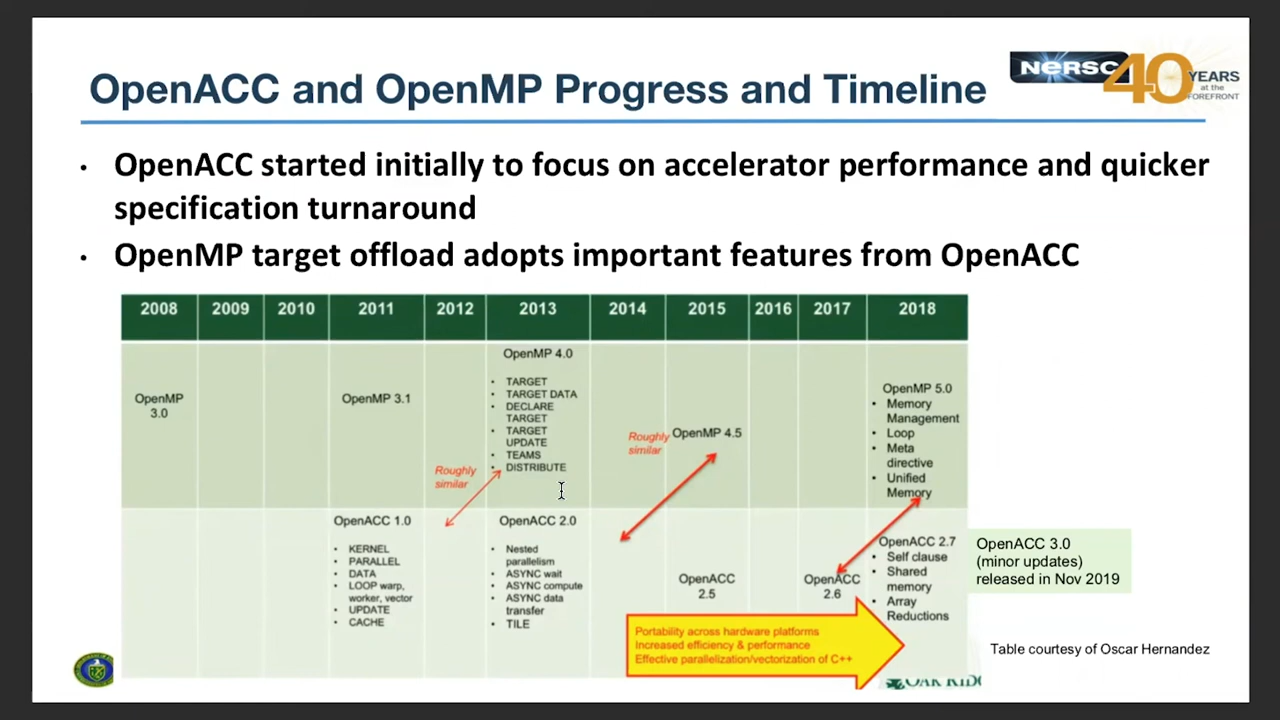 OpenACC and OpenMP Progress and Timeline
NERSC 40 YEARS
at the
FOREFRONT
• OpenACC started initially to focus on accelerator performance and quicker
specification turnaround
• OpenMP target offload adopts important features from OpenACC
2008 2009 2010 2011 2012 2013 2014 2015 2016 2017 2018
OpenMP
3.0
OpenMP 3.1
OpenMP 4.0
• TARGET
• TARGET DATA
• DECLARE
TARGET
• TARGET
UPDATE
• TEAMS
• DISTRIBUTE
Roughly
similar
Roughly
similar
OpenMP 4.5
OpenMP 5.0
• Memory
Management
• Loop
• Meta
directive
• Unified
Memory
OpenACC 1.0
• KERNEL
• PARALLEL
• DATA
• LOOP warp,
worker, vector
• UPDATE
• CACHE
OpenACC 2.0
• Nested
parallelism
• ASYNC wait
• ASYNC compute
• ASYNC data
transfer
• TILE
OpenACC
2.5
OpenACC
2.6
OpenACC 2.7
• Self clause
• Shared
memory
• Array
Reductions
OpenACC 3.0
(minor updates)
released in Nov 2019
Portability across hardware platforms
Increased efficiency & performance
Effective parallelization/vectorization of C++
Table courtesy of Oscar Hernandez